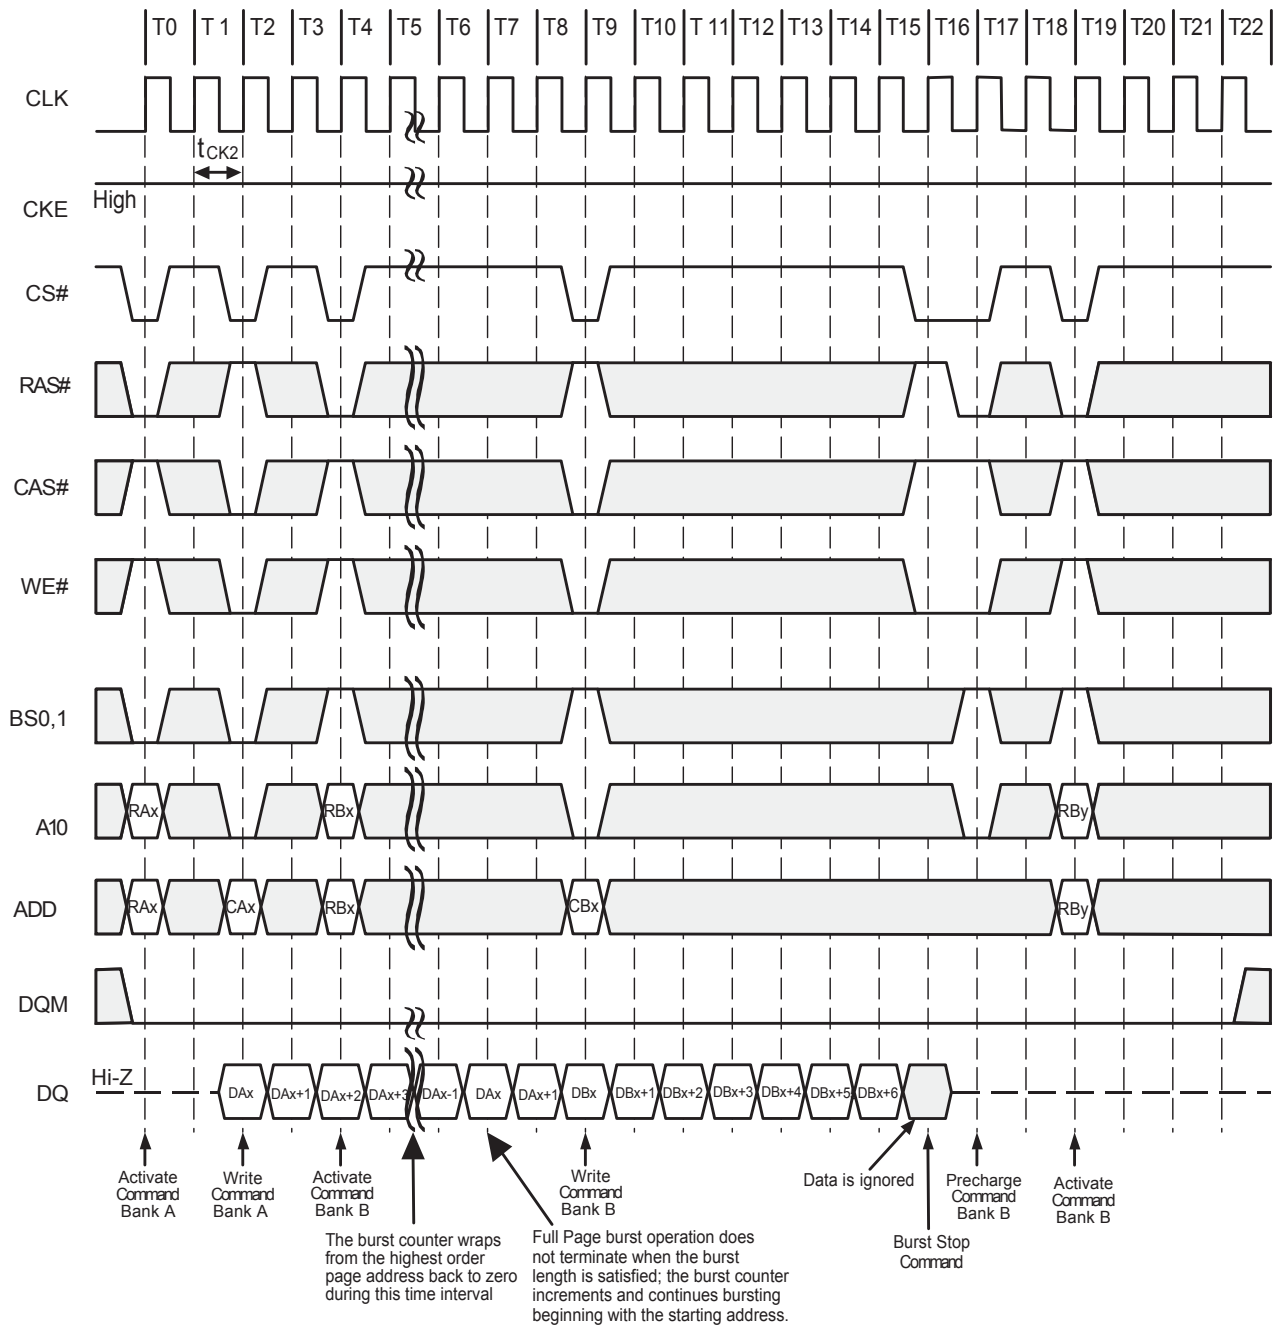 T0 T 1 T2 T3 T4 T5 T6 T7 T8 T9 T10 T 11 T12 T13 T14 T15 T16 T17 T18 T19 T20 T21 T22
CLK
tCK2
High
CKE
CS#
RAS#
CAS#
WE#
BS0,1
A10
RAx RBx RBy
ADD
RAx CAx RBx CBx RBy
DQM
Hi-Z
DQ
DAx DAx+1 DAx+2 DAx+3 DAx-1 DAx DAx+1 DBx DBx+1 DBx+2 DBx+3 DBx+4 DBx+5 DBx+6
Activate
Command
Bank A
Write
Command
Bank A
Activate
Command
Bank B
The burst counter wraps
from the highest order
page address back to zero
during this time interval
Full Page burst operation does
not terminate when the burst
length is satisfied; the burst counter
increments and continues bursting
beginning with the starting address.
Write
Command
Bank B
Data is ignored
Burst Stop
Command
Precharge
Command
Bank B
Activate
Command
Bank B